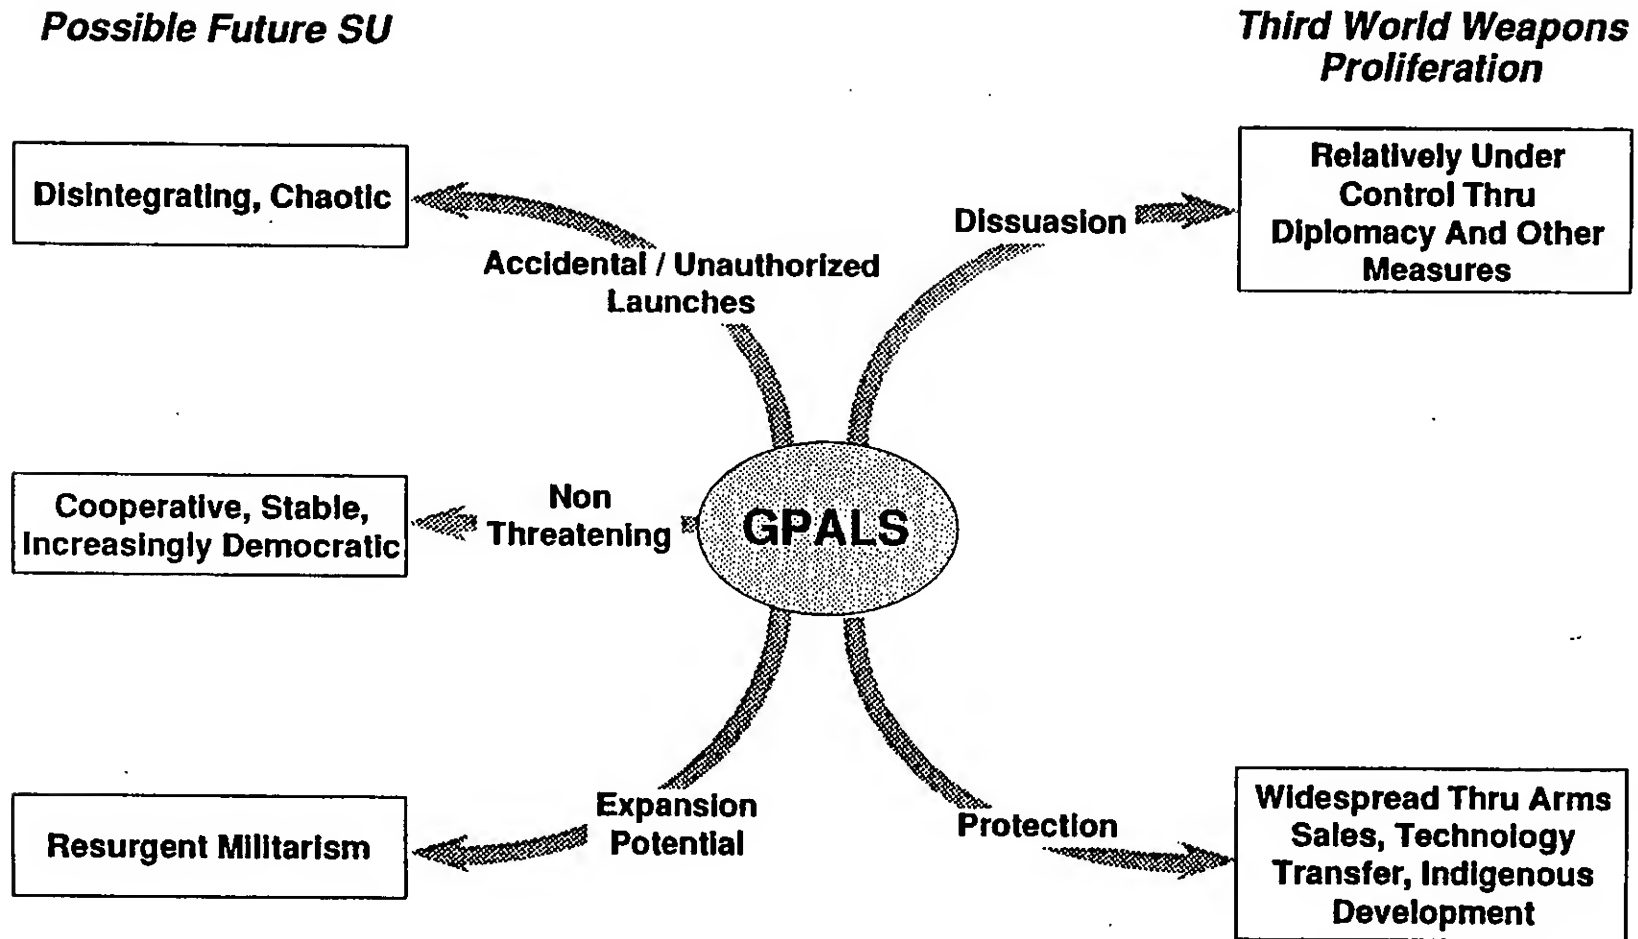 Possible Future SU
Third World Weapons
Proliferation
Disintegrating, Chaotic
Accidental / Unauthorized
Launches
Dissuasion
Relatively Under
Control Thru
Diplomacy And Other
Measures
Cooperative, Stable,
Increasingly Democratic
Non
Threatening
GPALS
Resurgent Militarism
Expansion
Potential
Protection
Widespread Thru Arms
Sales, Technology
Transfer, Indigenous
Development